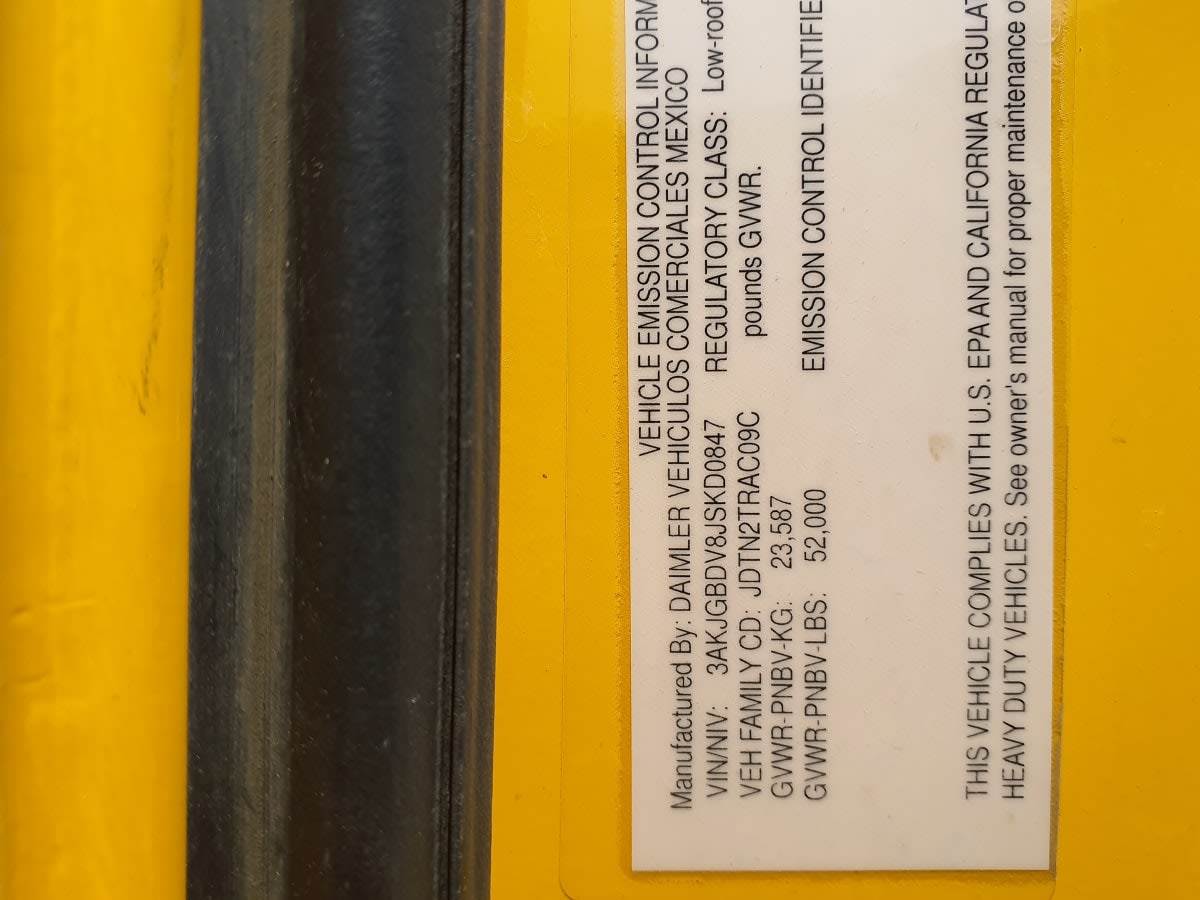 VEHICLE EMISSION CONTROL INFORM
Manufactured By: DAIMLER VEHICULOS COMERCIALES MEXICO
VIN/NIV: 3AKJGBDV8JSKD0847 REGULATORY CLASS: Low-roof
VEH FAMILY CD: JDTN2TRAC09C pounds GVWR.
GVWR-PNBV-KG: 23,587
GVWR-PNBV-LBS: 52,000 EMISSION CONTROL IDENTIFIE
THIS VEHICLE COMPLIES WITH U.S. EPA AND CALIFORNIA REGULAT
HEAVY DUTY VEHICLES. See owner's manual for proper maintenance o